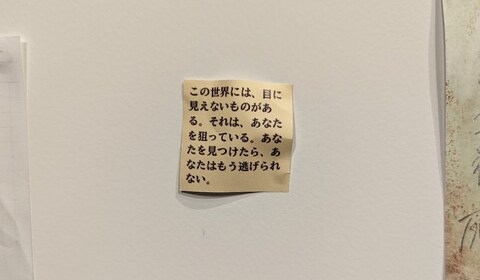 この世界には、目に
見えないものがあ
る。それは、あなた
を狙っている。あな
たを見つけたら、あ
なたはもう逃げられ
ない。